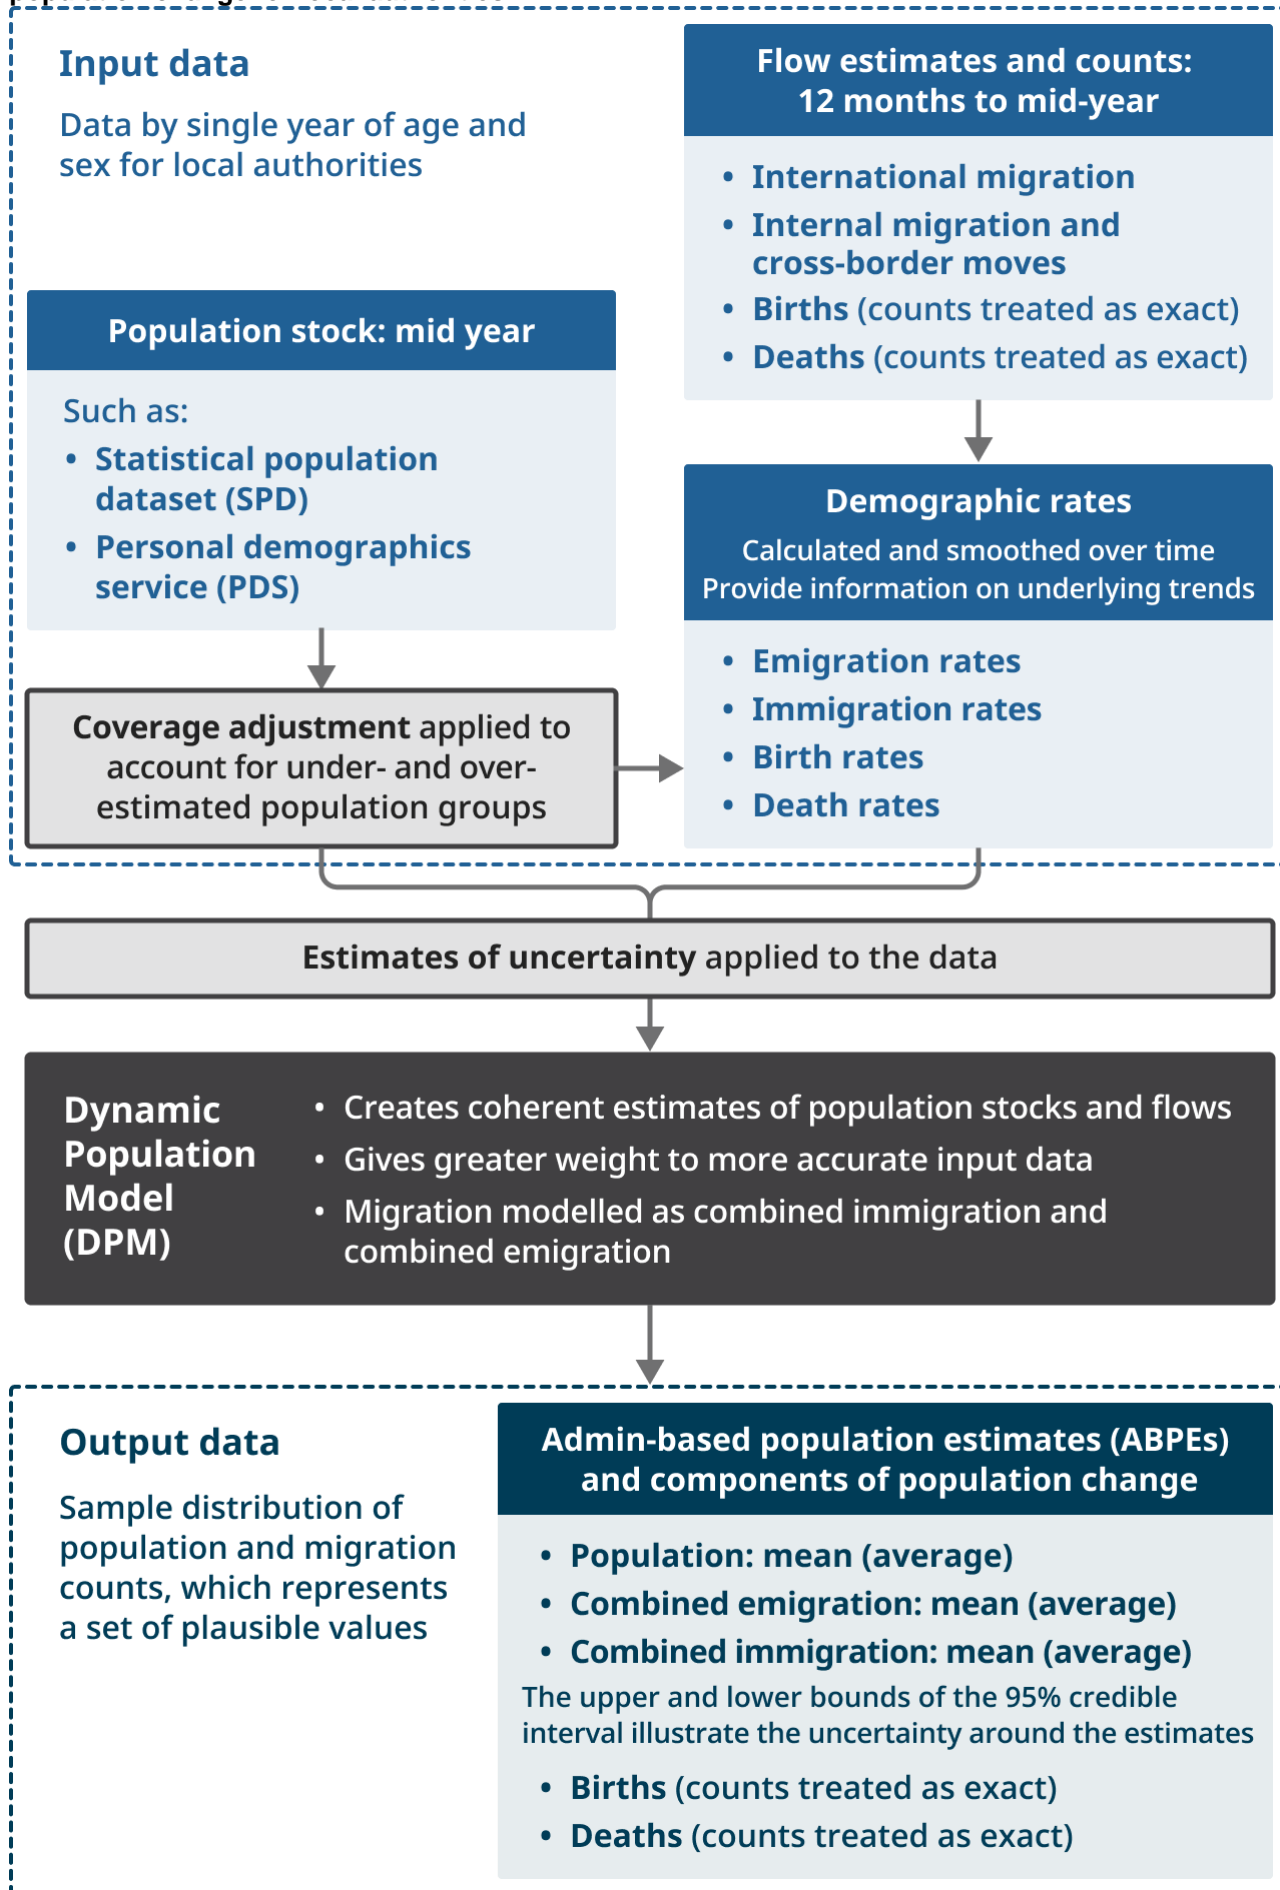 Input data
Data by single year of age and
sex for local authorities
Flow estimates and counts:
12 months to mid-year
• International migration
• Internal migration and
cross-border moves
• Births (counts treated as exact)
• Deaths (counts treated as exact)
Population stock: mid year
Such as:
• Statistical population
dataset (SPD)
• Personal demographics
service (PDS)
Demographic rates
Calculated and smoothed over time
Provide information on underlying trends
• Emigration rates
• Immigration rates
• Birth rates
• Death rates
Coverage adjustment applied to
account for under- and over-
estimated population groups
Estimates of uncertainty applied to the data
Dynamic
Population
Model
(DPM)
• Creates coherent estimates of population stocks and flows
• Gives greater weight to more accurate input data
• Migration modelled as combined immigration and
combined emigration
Output data
Sample distribution of
population and migration
counts, which represents
a set of plausible values
Admin-based population estimates (ABPEs)
and components of population change
• Population: mean (average)
• Combined emigration: mean (average)
• Combined immigration: mean (average)
The upper and lower bounds of the 95% credible
interval illustrate the uncertainty around the estimates
• Births (counts treated as exact)
• Deaths (counts treated as exact)